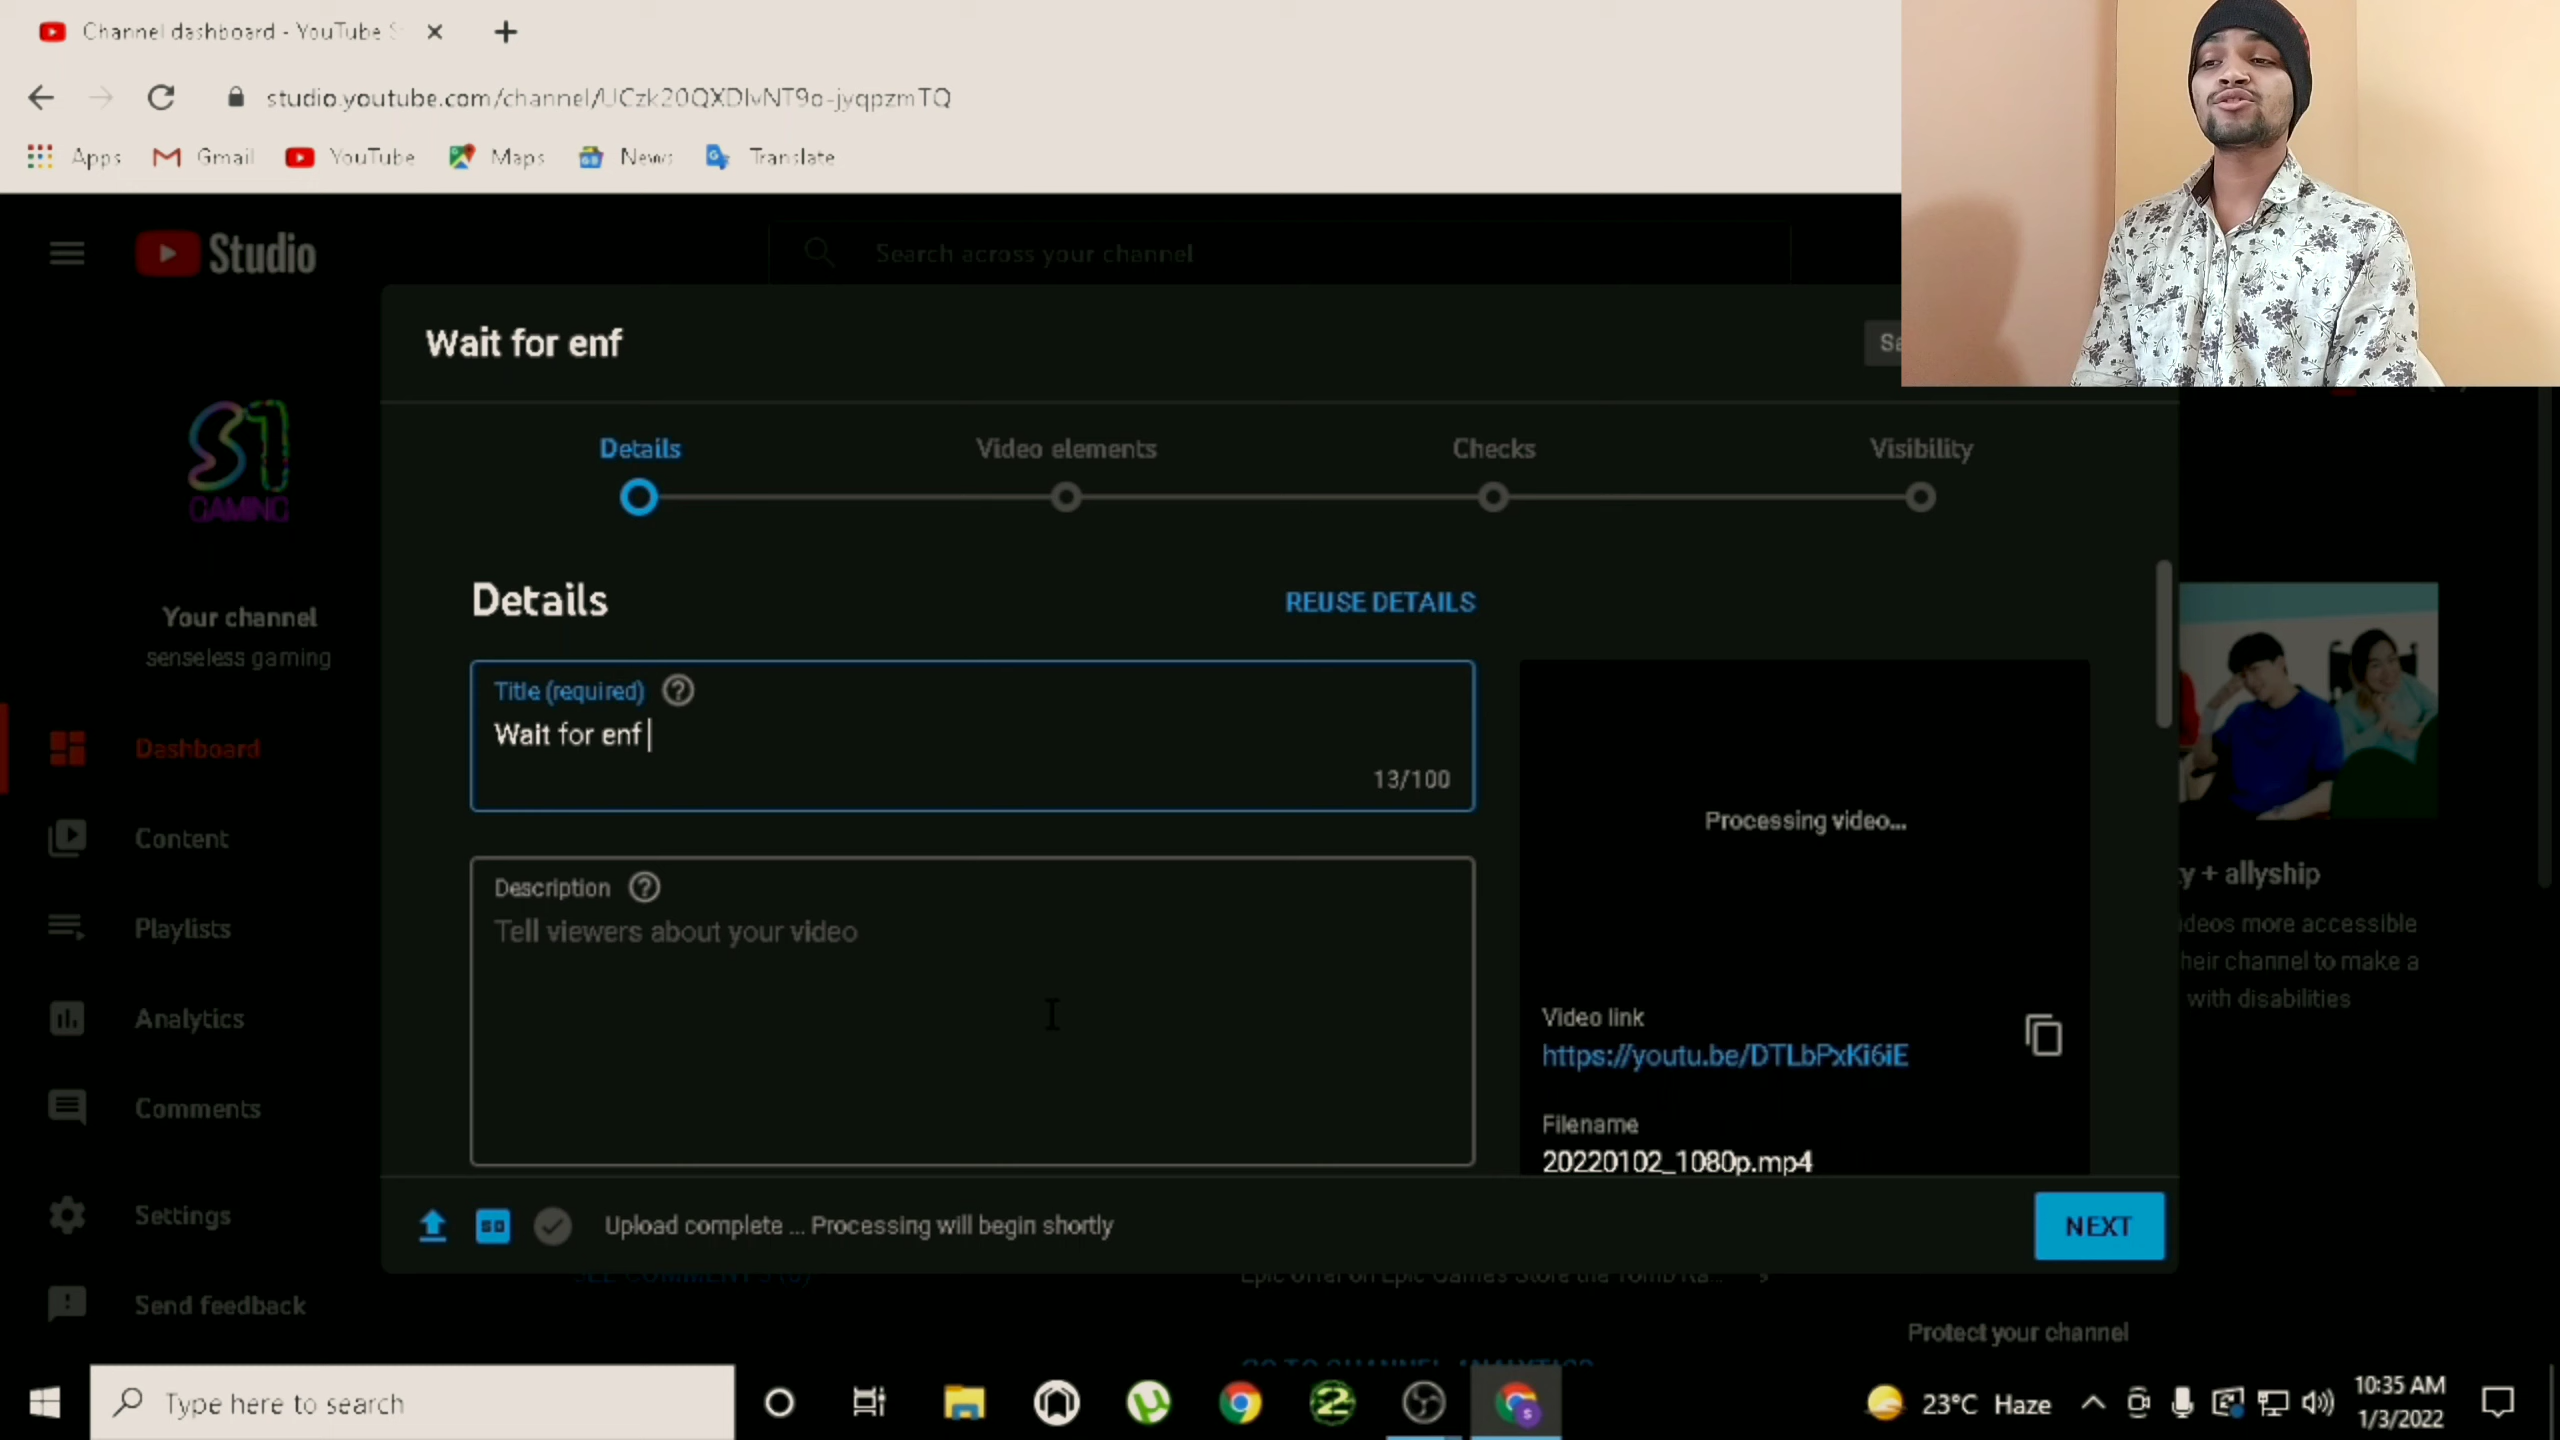 Channel dashboard - YouTube S
studio.youtube.com/channel/UCzk20QXDlvNT9o-jyqpzmTQ
Apps Gmail YouTube Maps News Translate
Studio
Search across your channel
Wait for enf
Details Video elements Checks Visibility
S1
GAMING
Your channel
senseless gaming
Dashboard
Content
Playlists
Analytics
Comments
Settings
Send feedback
Details
REUSE DETAILS
Title (required)
Wait for enf
13/100
Description
Tell viewers about your video
Processing video...
Video link
https://youtu.be/DTLbPxKi6iE
Filename
20220102_1080p.mp4
y + allyship
ideos more accessible
heir channel to make a
with disabilities
SD
Upload complete ... Processing will begin shortly
NEXT
Protect your channel
Type here to search
23°C Haze
10:35 AM
1/3/2022